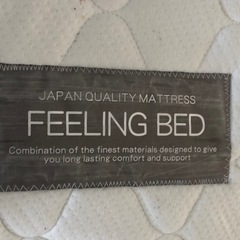 JAPAN QUALITY MATTRESS
FEELING BED
Combination of the finest materials designed to give
you long lasting comfort and support